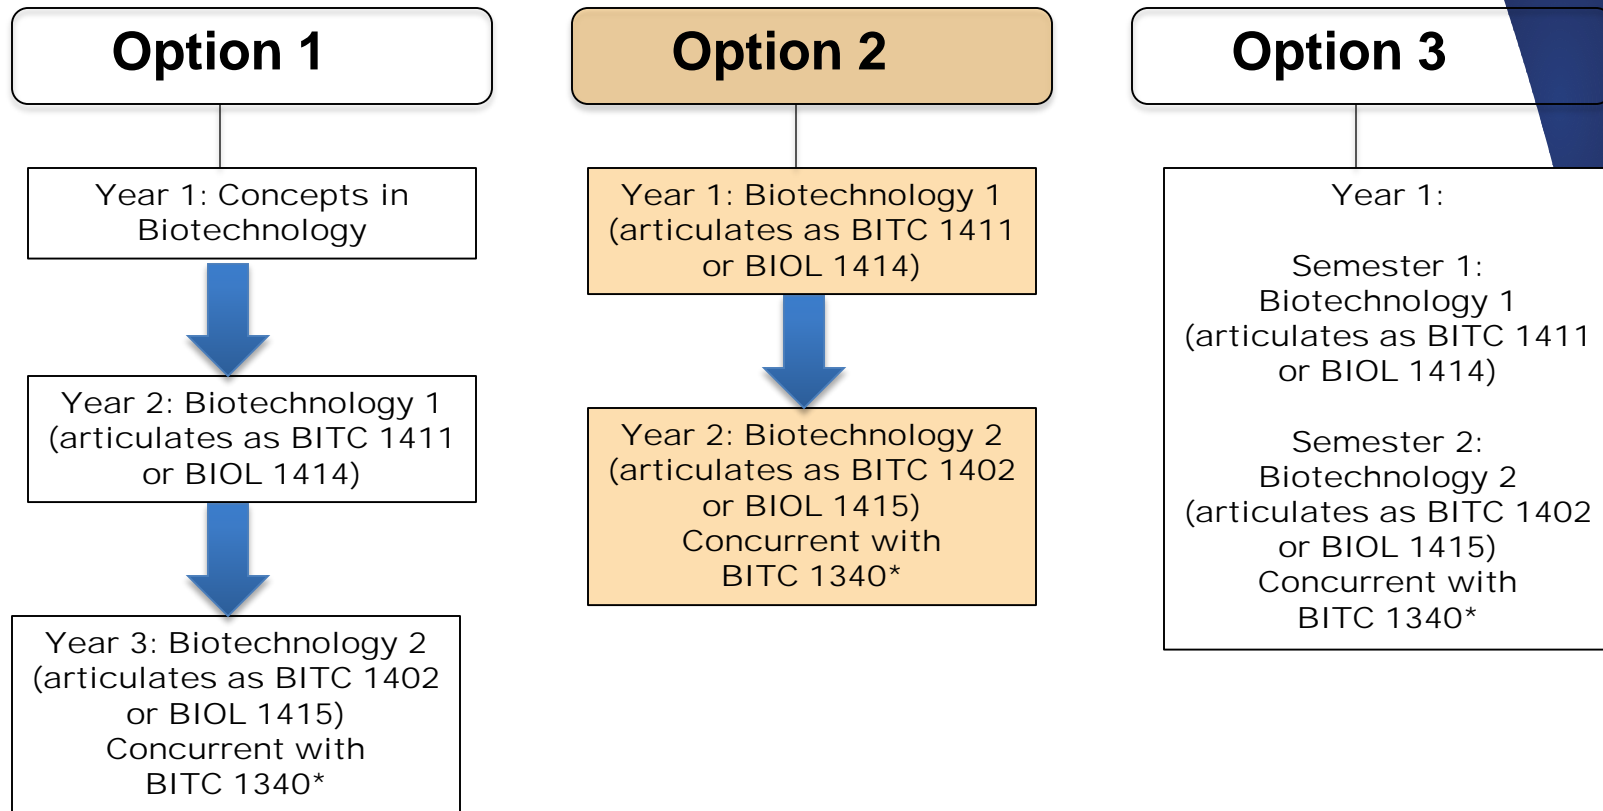 Option 1
Year 1: Concepts in
Biotechnology
Year 2: Biotechnology 1
(articulates as BITC 1411
or BIOL 1414)
Year 3: Biotechnology 2
(articulates as BITC 1402
or BIOL 1415)
Concurrent with
BITC 1340*
Option 2
Year 1: Biotechnology 1
(articulates as BITC 1411
or BIOL 1414)
Year 2: Biotechnology 2
(articulates as BITC 1402
or BIOL 1415)
Concurrent with
BITC 1340*
Option 3
Year 1:
Semester 1:
Biotechnology 1
(articulates as BITC 1411
or BIOL 1414)
Semester 2:
Biotechnology 2
(articulates as BITC 1402
or BIOL 1415)
Concurrent with
BITC 1340*